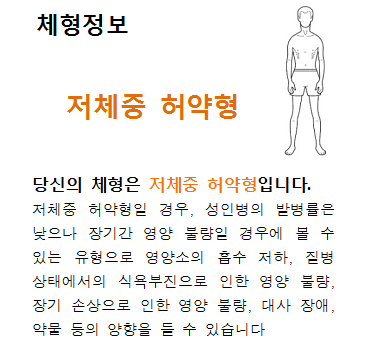 체형정보
저체중 허약형
당신의 체형은 저체중 허약형입니다.
저체중 허약형일 경우, 성인병의 발병률은
낮으나 장기간 영양 불량일 경우에 볼 수
있는 유형으로 영양소의 흡수 저하, 질병
상태에서의 식욕부진으로 인한 영양 불량,
장기 손상으로 인한 영양 불량, 대사 장애,
약물 등의 양향을 들 수 있습니다